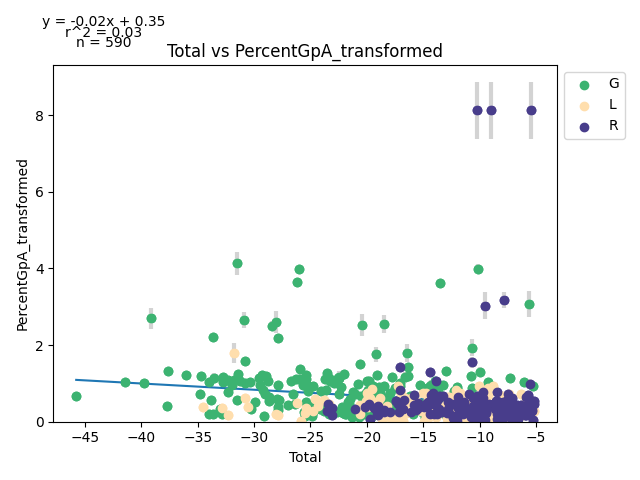 y = -0.02x + 0.35
r^2 = 0.03
n = 590
Total vs PercentGpA_transformed
G
L
R
PercentGpA_transformed
8
6
4
2
0
−45 −40 −35 −30 −25 −20 −15 −10 −5
Total